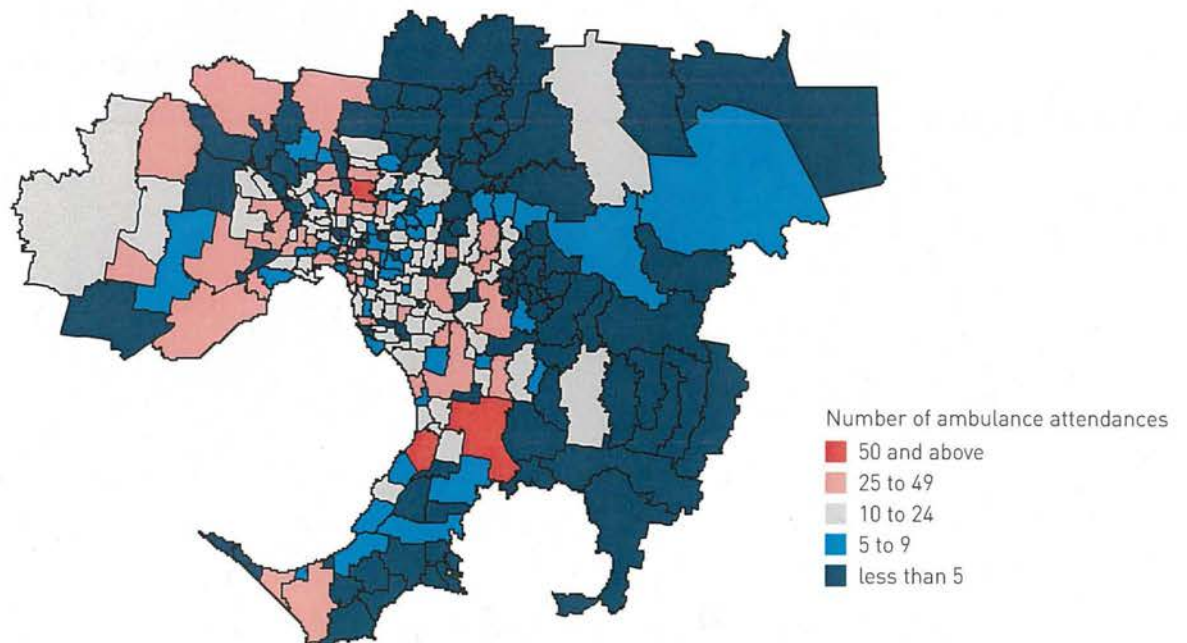 Number of ambulance attendances
50 and above
25 to 49
10 to 24
5 to 9
less than 5